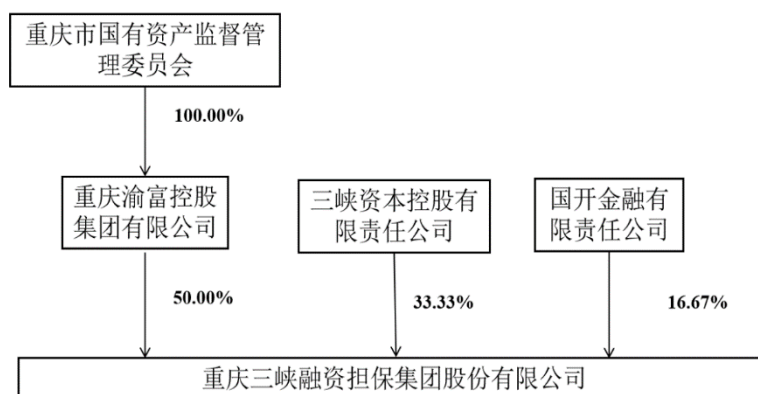 重庆市国有资产监督管
理委员会
100.00%
重庆渝富控股
集团有限公司
三峡资本控股有
限责任公司
国开金融有
限责任公司
50.00%
33.33%
16.67%
重庆三峡融资担保集团股份有限公司